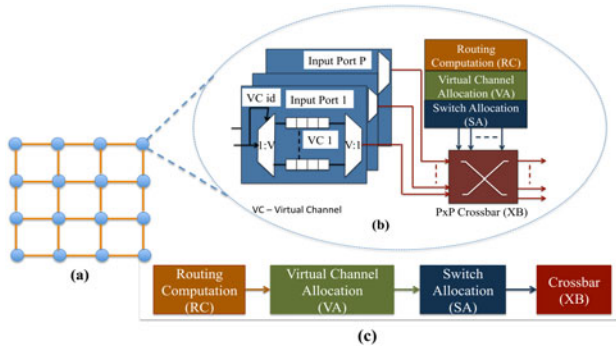 Input Port P
VC id
Input Port 1
1:V
VC 1
V:1
VC – Virtual Channel
Routing
Computation (RC)
Virtual Channel
Allocation (VA)
Switch Allocation
(SA)
PxP Crossbar (XB)
(b)
(a)
Routing
Computation
(RC)
Virtual Channel
Allocation
(VA)
Switch
Allocation
(SA)
Crossbar
(XB)
(c)